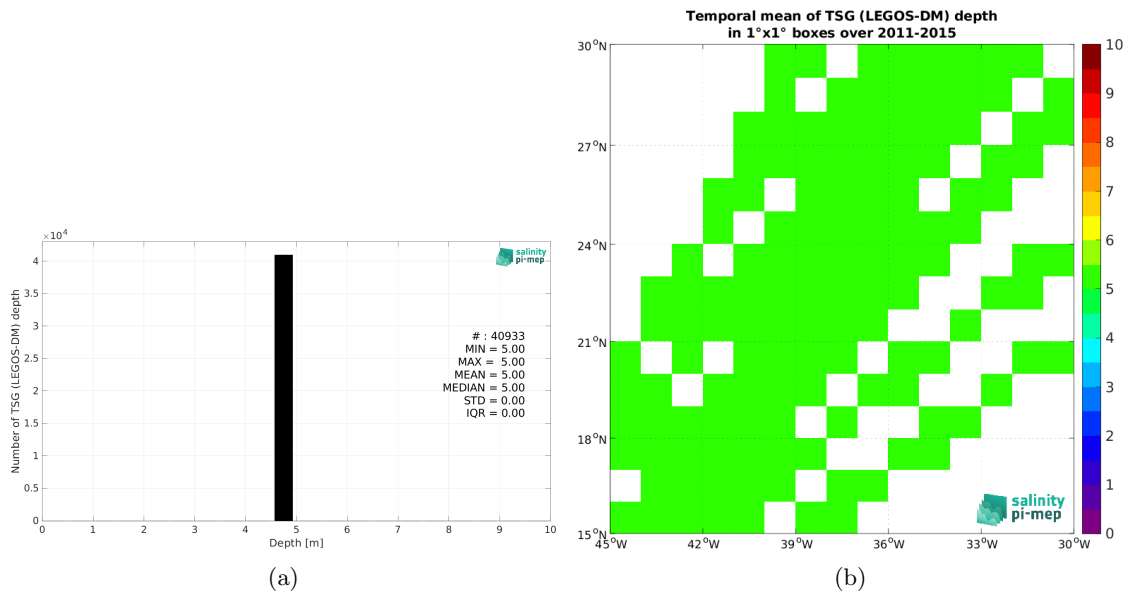 ×10^4
4
3.5
3
2.5
2
1.5
1
0.5
0
Number of TSG (LEGOS-DM) depth
salinity
pi-mep
# : 40933
MIN = 5.00
MAX = 5.00
MEAN = 5.00
MEDIAN = 5.00
STD = 0.00
IQR = 0.00
0 1 2 3 4 5 6 7 8 9 10
Depth [m]
(a)
Temporal mean of TSG (LEGOS-DM) depth
in 1°x1° boxes over 2011-2015
30°N
27°N
24°N
21°N
18°N
15°N
45°W 42°W 39°W 36°W 33°W 30°W
salinity
pi-mep
10
9
8
7
6
5
4
3
2
1
0
(b)